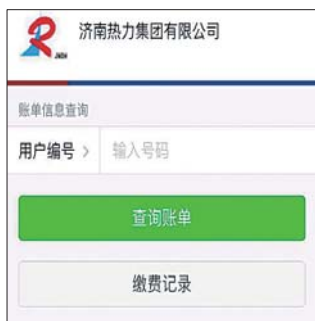 济南热力集团有限公司
JNRH
账单信息查询
用户编号 > 输入号码
查询账单
缴费记录